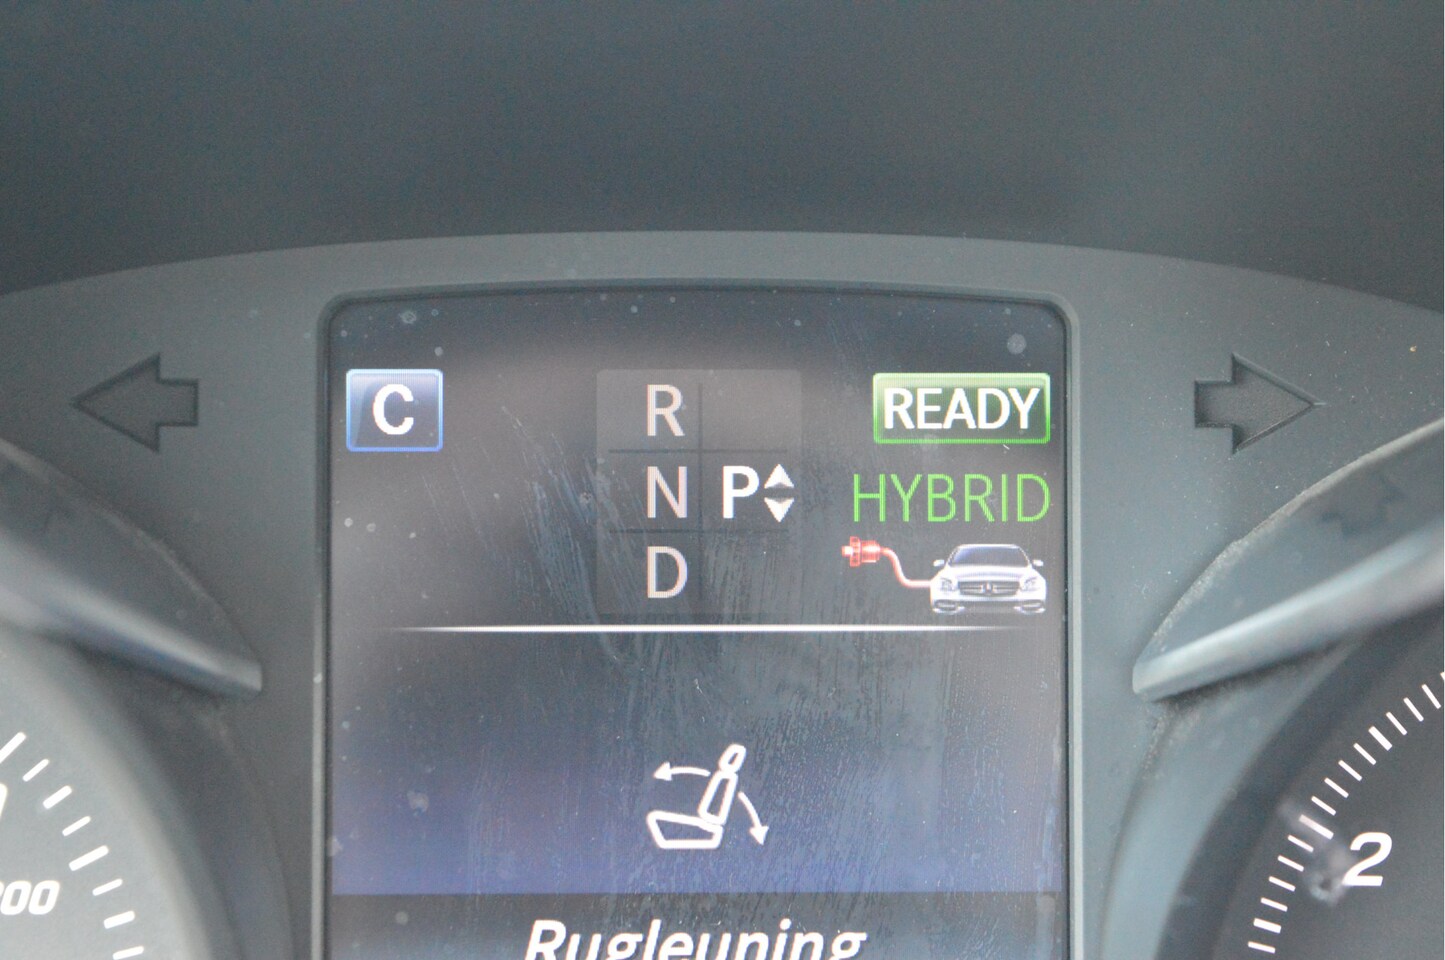 C
R
READY
N P
HYBRID
D
2
Rugleuning